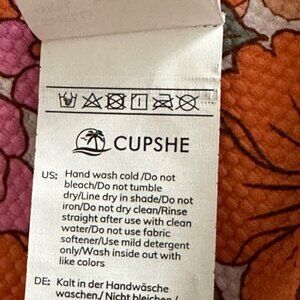 CUPSHE
US: Hand wash cold /Do not
bleach/Do not tumble
dry/Line dry in shade/Do not
iron/Do not dry clean/Rinse
straight after use with clean
water/Do not use fabric
softener/Use mild detergent
only/Wash inside out with
like colors
DE: Kalt in der Handwäsche
waschen./ Nicht bleichen /